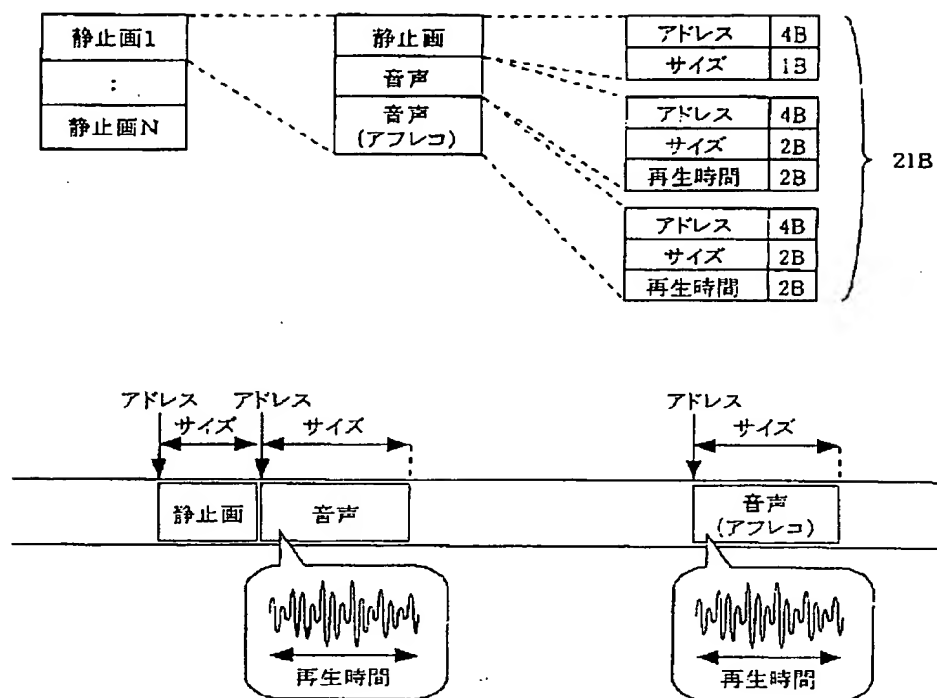 静止画1
:
静止画N
静止画
音声
音声
(アフレコ)
アドレス 4B
サイズ 1B
アドレス 4B
サイズ 2B
再生時間 2B
アドレス 4B
サイズ 2B
再生時間 2B
21B
アドレス アドレス アドレス
サイズ サイズ サイズ
静止画 音声 音声
(アフレコ)
再生時間 再生時間